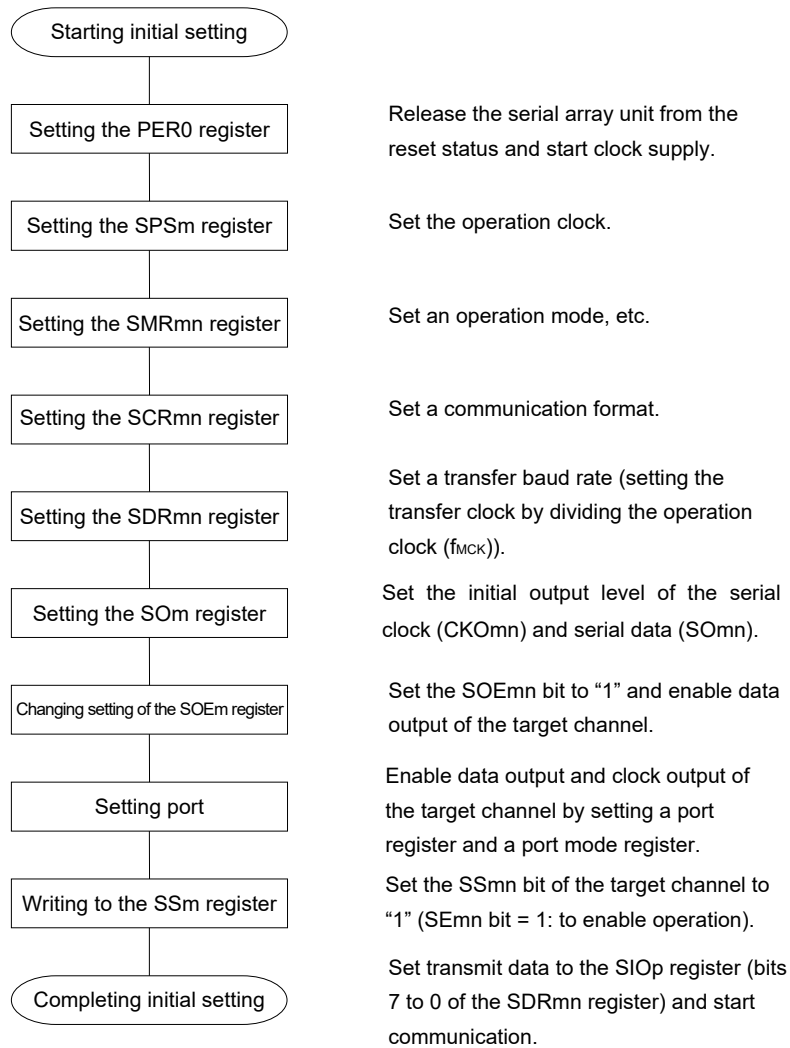 Starting initial setting
Setting the PER0 register
Release the serial array unit from the
reset status and start clock supply.
Setting the SPSm register
Set the operation clock.
Setting the SMRmn register
Set an operation mode, etc.
Setting the SCRmn register
Set a communication format.
Setting the SDRmn register
Set a transfer baud rate (setting the
transfer clock by dividing the operation
clock (fMCK)).
Setting the SOm register
Set the initial output level of the serial
clock (CKOmn) and serial data (SOmn).
Changing setting of the SOEm register
Set the SOEmn bit to “1” and enable data
output of the target channel.
Setting port
Enable data output and clock output of
the target channel by setting a port
register and a port mode register.
Writing to the SSm register
Set the SSmn bit of the target channel to
“1” (SEmn bit = 1: to enable operation).
Completing initial setting
Set transmit data to the SIOp register (bits
7 to 0 of the SDRmn register) and start
communication.